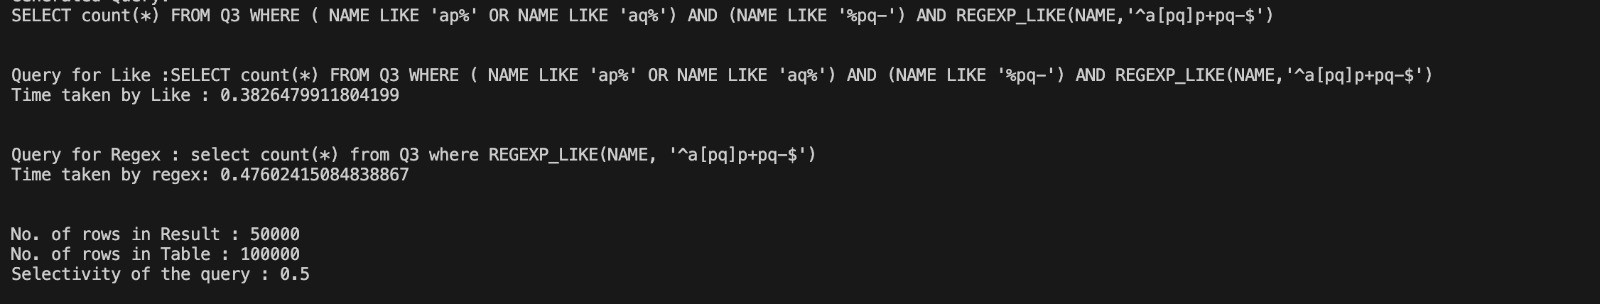 Generated Query:
SELECT count(*) FROM Q3 WHERE ( NAME LIKE 'ap%' OR NAME LIKE 'aq%') AND (NAME LIKE '%pq-') AND REGEXP_LIKE(NAME,'^a[pq]p+pq-$')
Query for Like :SELECT count(*) FROM Q3 WHERE ( NAME LIKE 'ap%' OR NAME LIKE 'aq%') AND (NAME LIKE '%pq-') AND REGEXP_LIKE(NAME,'^a[pq]p+pq-$')
Time taken by Like : 0.3826479911804199
Query for Regex : select count(*) from Q3 where REGEXP_LIKE(NAME, '^a[pq]p+pq-$')
Time taken by regex: 0.47602415084838867
No. of rows in Result : 50000
No. of rows in Table : 100000
Selectivity of the query : 0.5